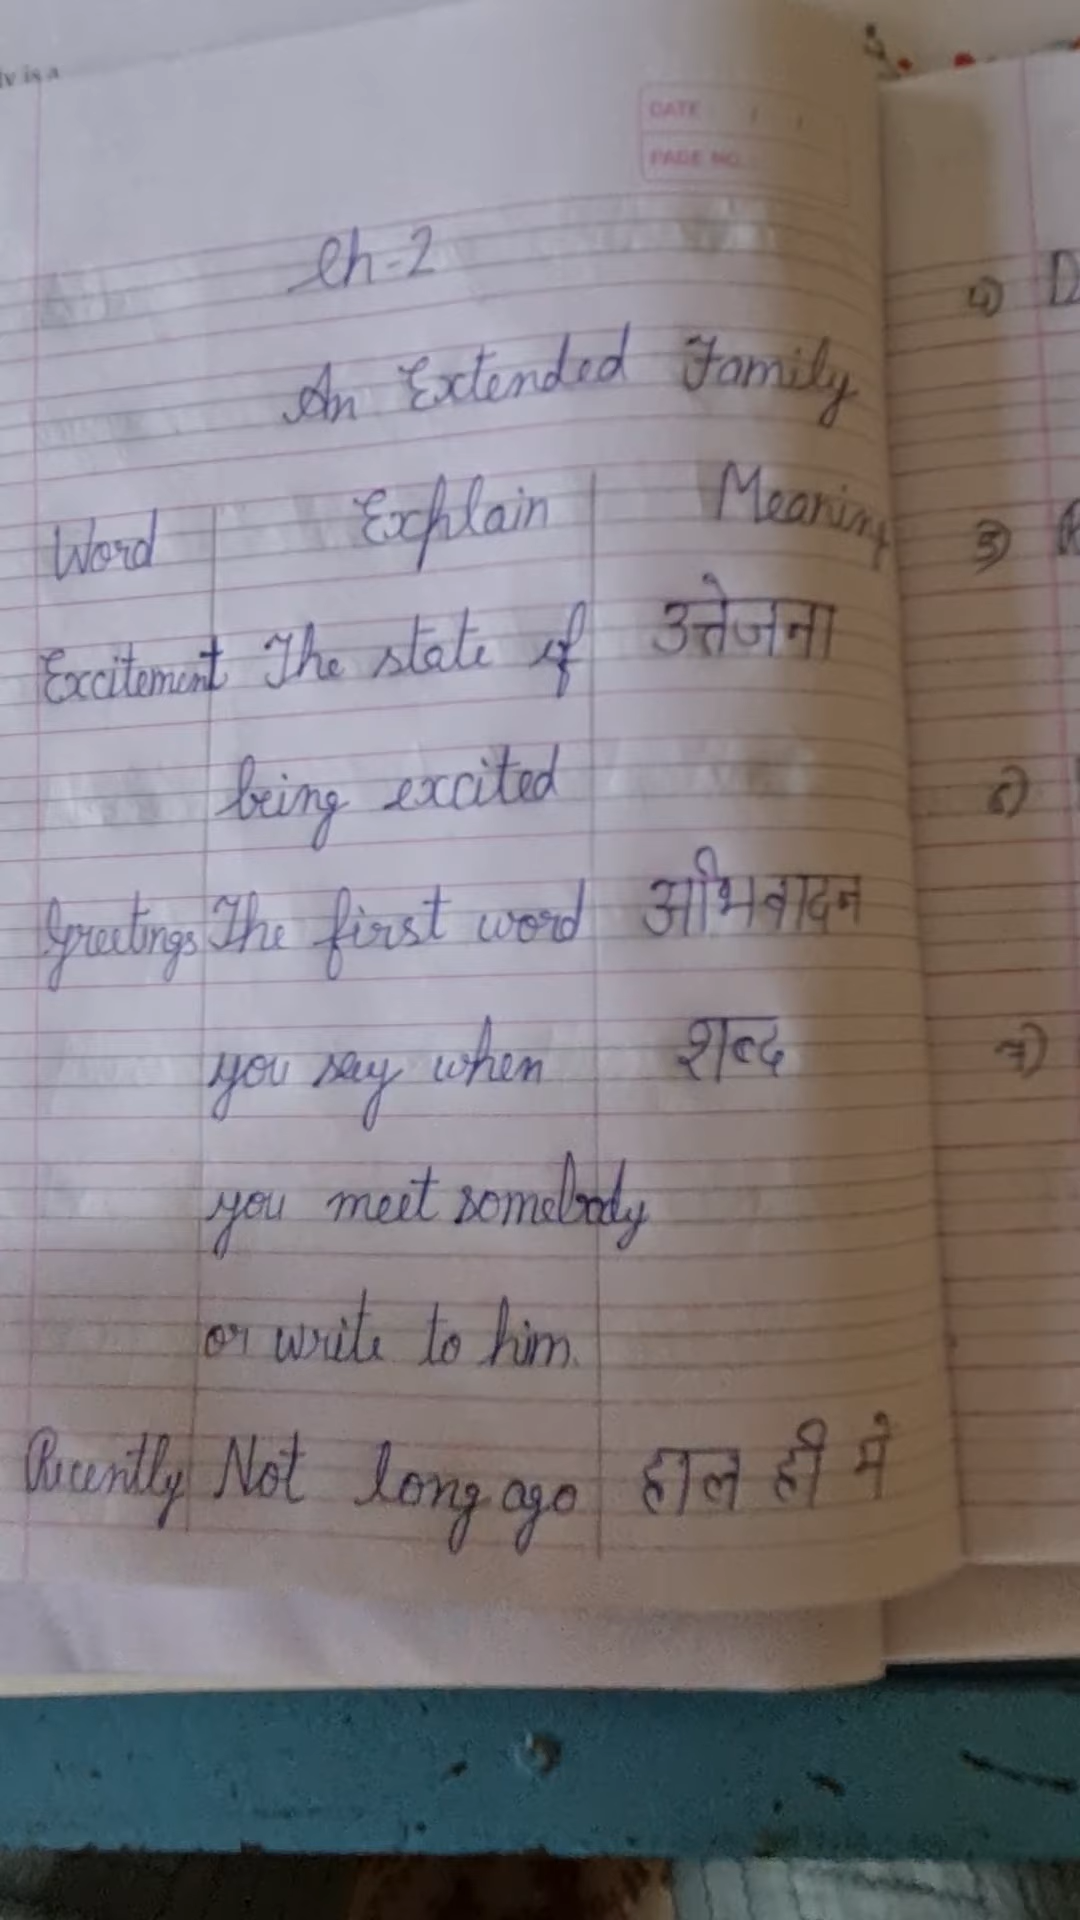 DATE / /
PAGE NO.
Ch-2
An Extended Family
Word Explain Meaning
Excitement The state of उत्तेजना
being excited
Greetings The first word अभिवादन
you say when शब्द
you meet somebody
or write to him.
Recently Not long ago हाल ही में